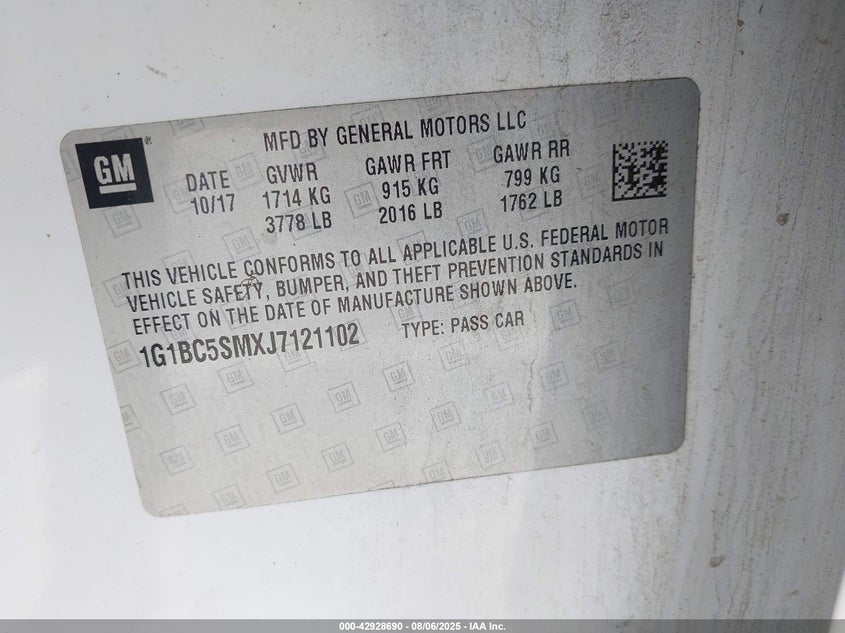 GM
MFD BY GENERAL MOTORS LLC
DATE GVWR GAWR FRT GAWR RR
10/17 1714 KG 915 KG 799 KG
3778 LB 2016 LB 1762 LB
THIS VEHICLE CONFORMS TO ALL APPLICABLE U.S. FEDERAL MOTOR
VEHICLE SAFETY, BUMPER, AND THEFT PREVENTION STANDARDS IN
EFFECT ON THE DATE OF MANUFACTURE SHOWN ABOVE.
1G1BC5SMXJ7121102 TYPE: PASS CAR
000-42928690 - 08/06/2025 - IAA Inc.